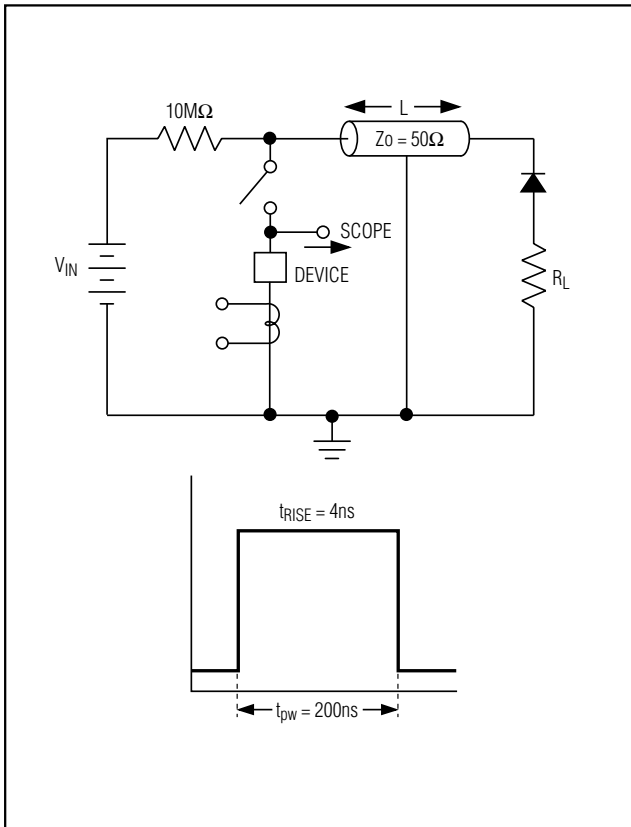 L
10MΩ
Zo = 50Ω
SCOPE
VIN
DEVICE
RL
tRISE = 4ns
tpw = 200ns